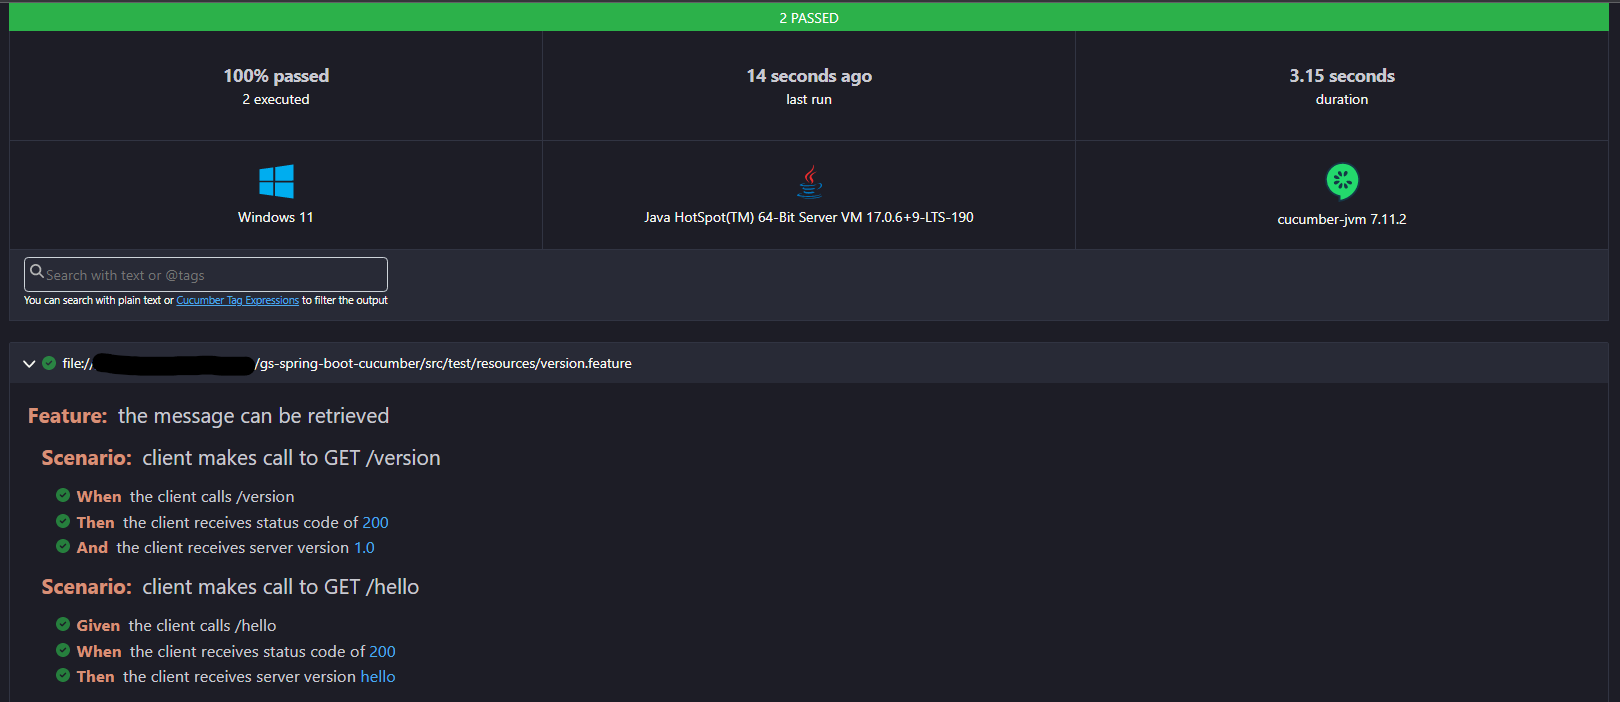 2 PASSED
100% passed
2 executed
14 seconds ago
last run
3.15 seconds
duration
Windows 11
Java HotSpot(TM) 64-Bit Server VM 17.0.6+9-LTS-190
cucumber-jvm 7.11.2
Search with text or @tags
You can search with plain text or Cucumber Tag Expressions to filter the output
file:// /gs-spring-boot-cucumber/src/test/resources/version.feature
Feature: the message can be retrieved
Scenario: client makes call to GET /version
When the client calls /version
Then the client receives status code of 200
And the client receives server version 1.0
Scenario: client makes call to GET /hello
Given the client calls /hello
When the client receives status code of 200
Then the client receives server version hello